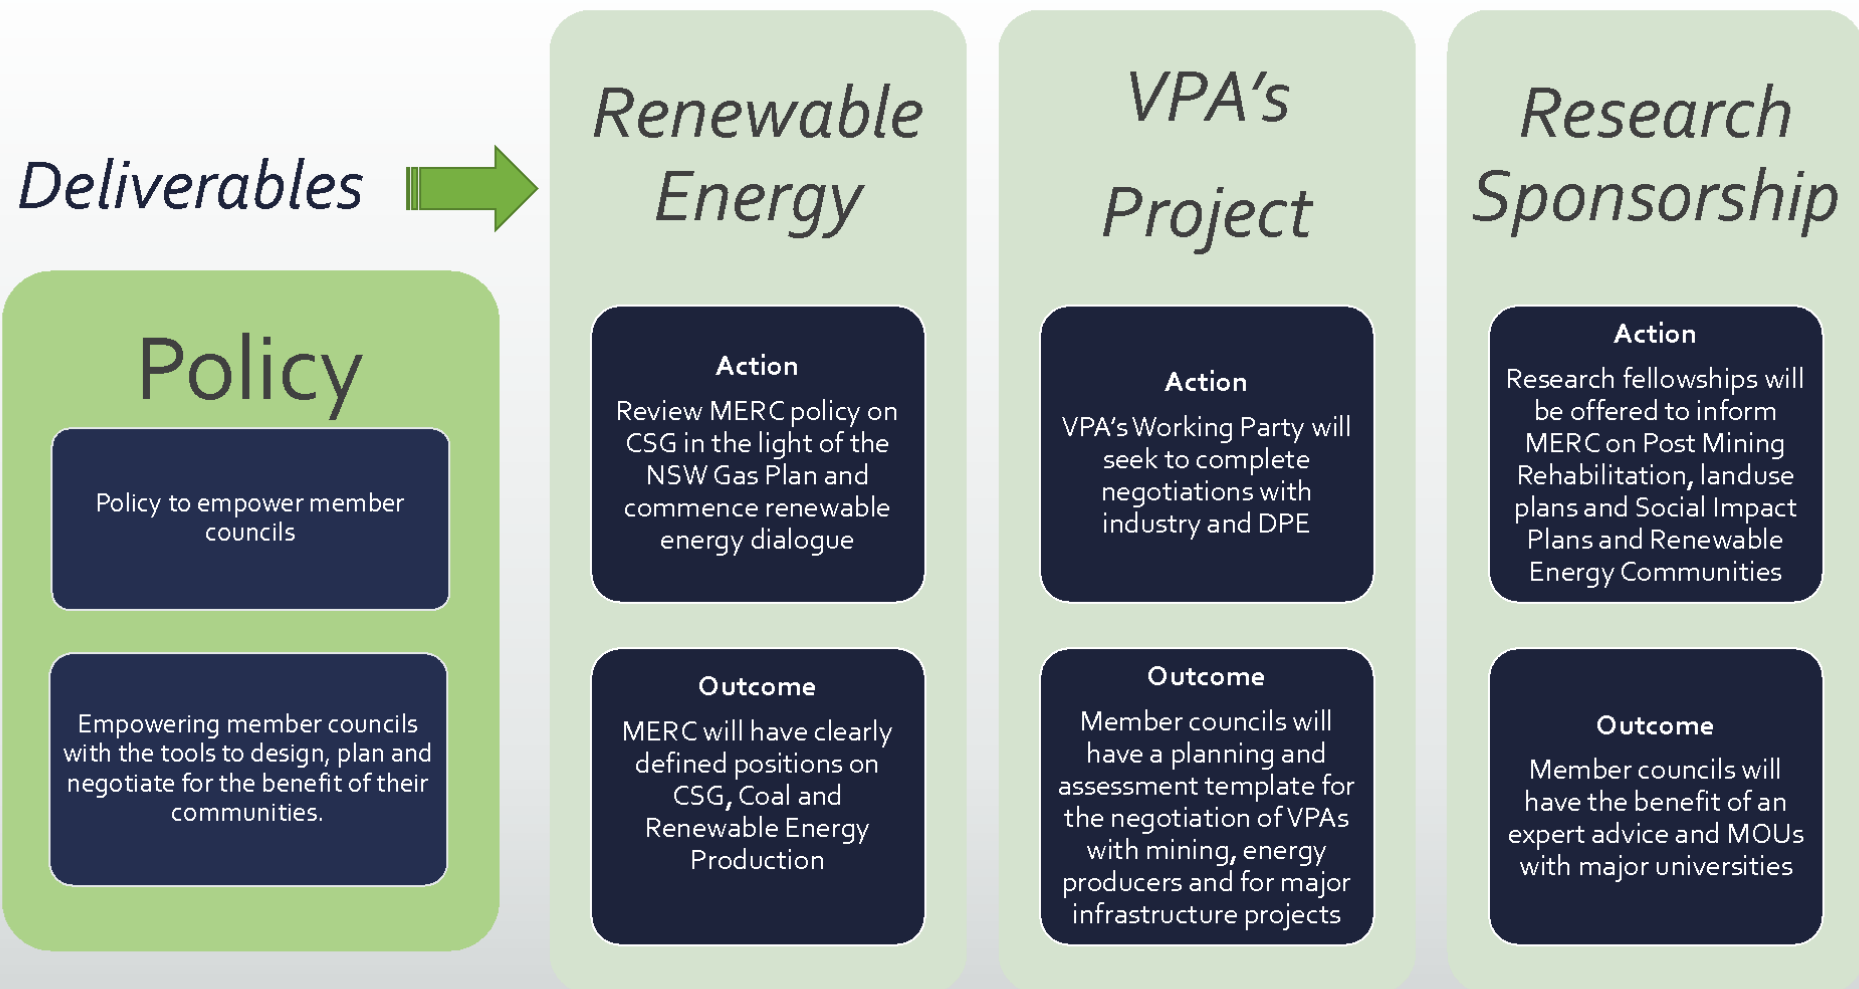 Deliverables
Policy
Policy to empower member
councils
Empowering member councils
with the tools to design, plan and
negotiate for the benefit of their
communities.
Renewable
Energy
Action
Review MERC policy on
CSG in the light of the
NSW Gas Plan and
commence renewable
energy dialogue
Outcome
MERC will have clearly
defined positions on
CSG, Coal and
Renewable Energy
Production
VPA’s
Project
Action
VPA’s Working Party will
seek to complete
negotiations with
industry and DPE
Outcome
Member councils will
have a planning and
assessment template for
the negotiation of VPAs
with mining, energy
producers and for major
infrastructure projects
Research
Sponsorship
Action
Research fellowships will
be offered to inform
MERC on Post Mining
Rehabilitation, landuse
plans and Social Impact
Plans and Renewable
Energy Communities
Outcome
Member councils will
have the benefit of an
expert advice and MOUs
with major universities